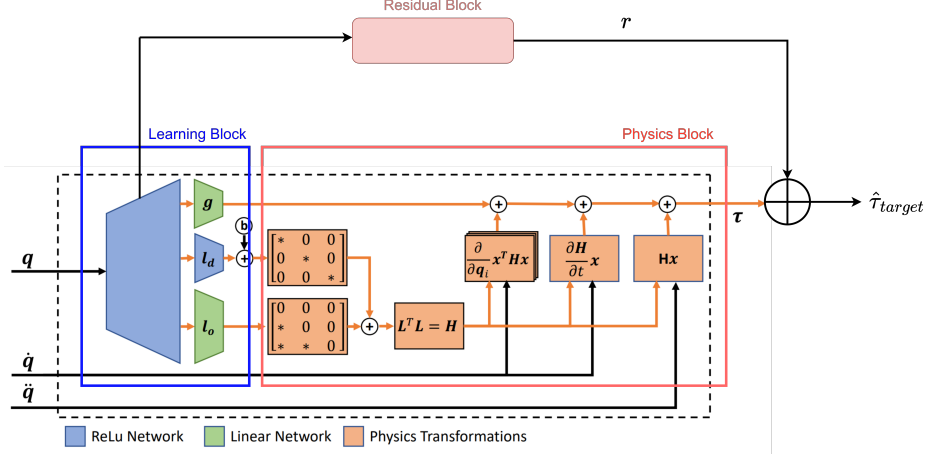 Residual Block
r
Learning Block
Physics Block
g
b
l_d
l_o
q
q̇
q̈
+
[* 0 0
0 * 0
0 0 *]
[0 0 0
* 0 0
* * 0]
+
L^T L = H
∂/∂q_i x^T Hx
∂H/∂t x
Hx
+
+
+
τ
τ̂_target
ReLu Network
Linear Network
Physics Transformations